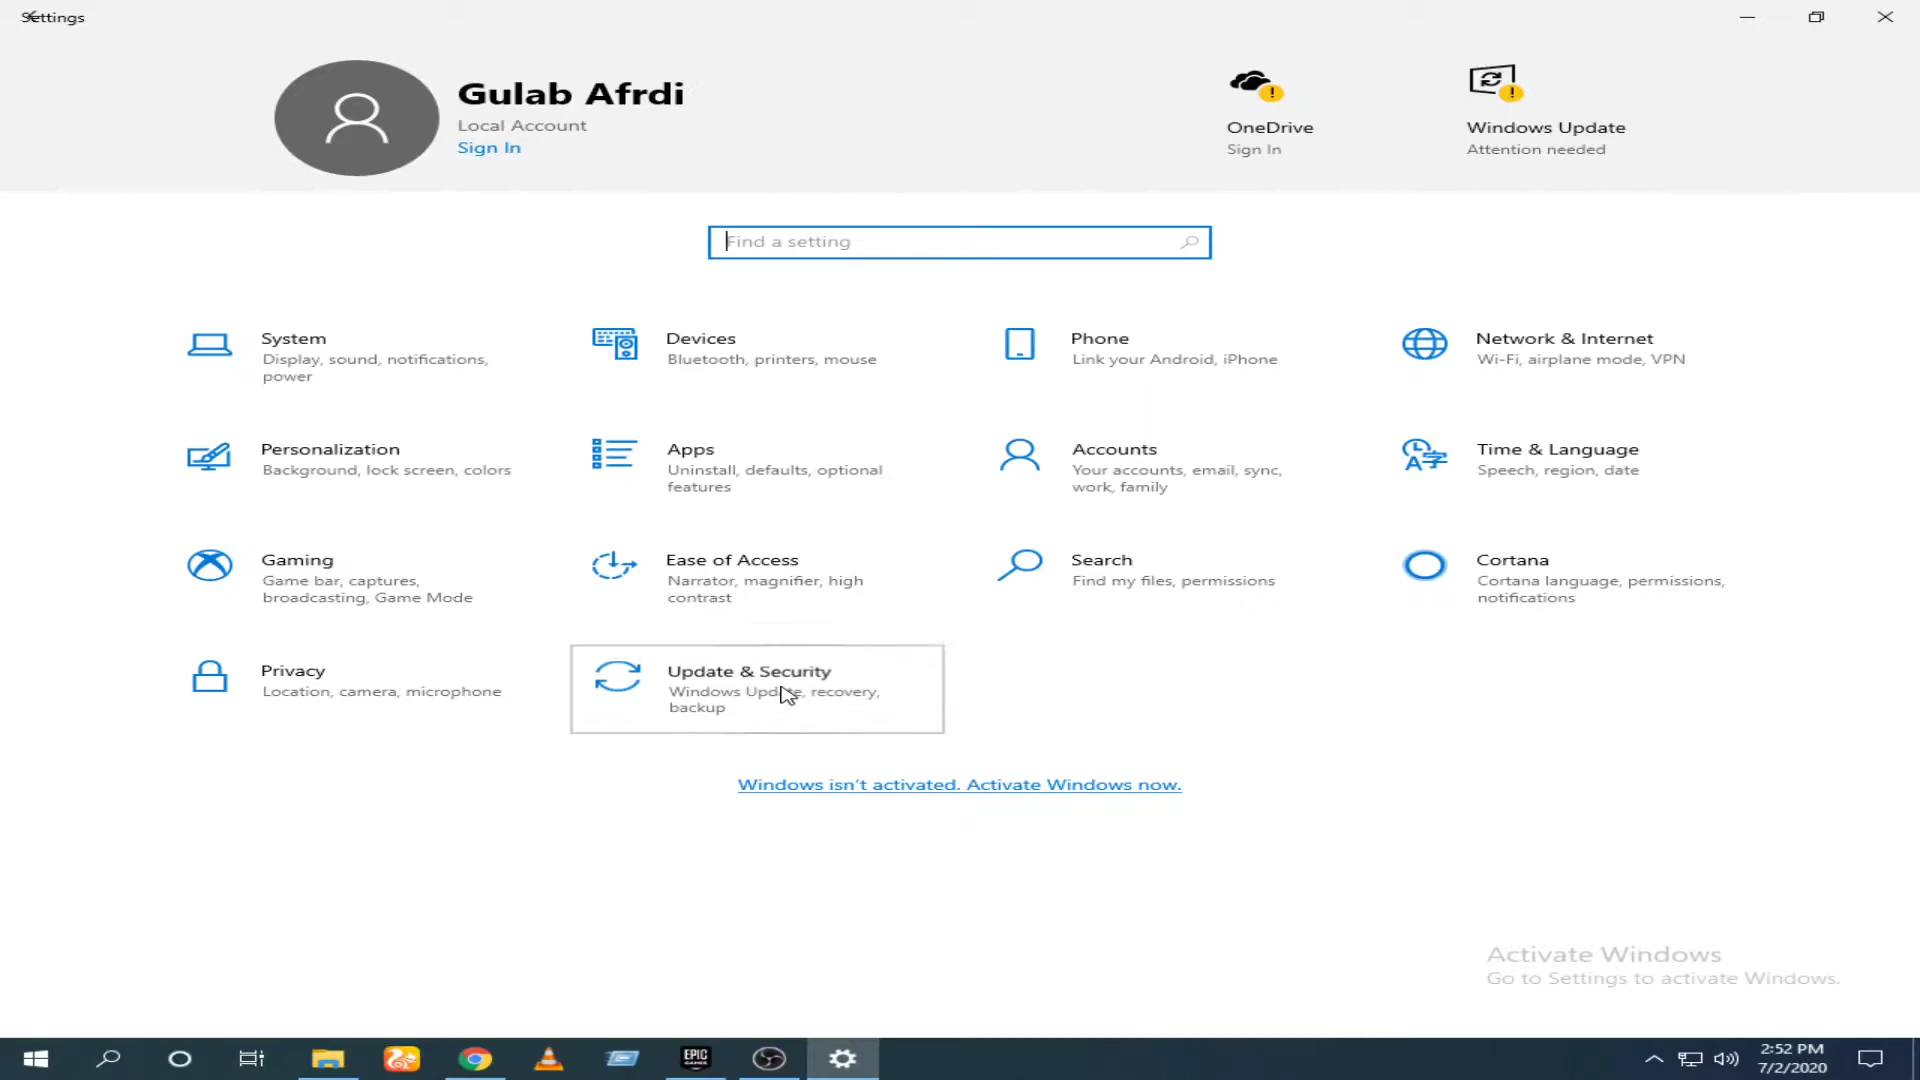 Settings
Gulab Afrdi
Local Account
Sign In
OneDrive
Sign In
Windows Update
Attention needed
Find a setting
System
Display, sound, notifications,
power
Devices
Bluetooth, printers, mouse
Phone
Link your Android, iPhone
Network & Internet
Wi-Fi, airplane mode, VPN
Personalization
Background, lock screen, colors
Apps
Uninstall, defaults, optional
features
Accounts
Your accounts, email, sync,
work, family
Time & Language
Speech, region, date
Gaming
Game bar, captures,
broadcasting, Game Mode
Ease of Access
Narrator, magnifier, high
contrast
Search
Find my files, permissions
Cortana
Cortana language, permissions,
notifications
Privacy
Location, camera, microphone
Update & Security
Windows Update, recovery,
backup
Windows isn't activated. Activate Windows now.
Activate Windows
Go to Settings to activate Windows.
EPIC
GAMES
2:52 PM
7/2/2020